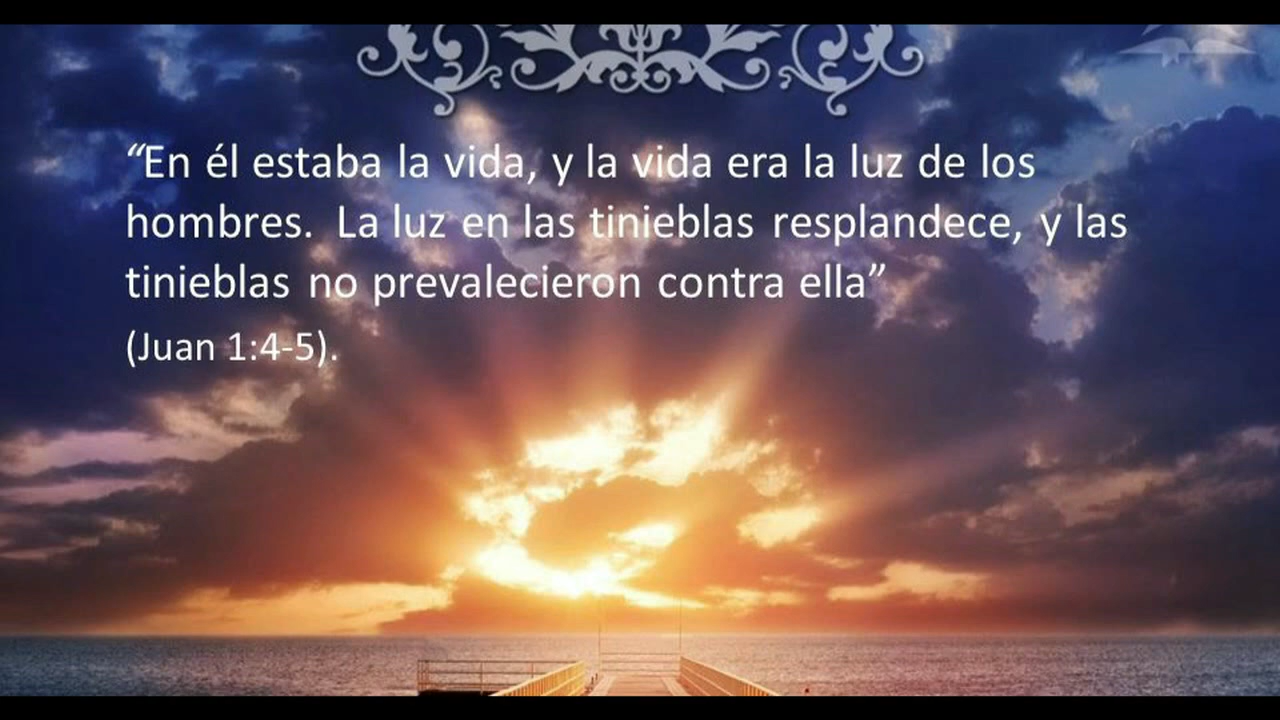 “En él estaba la vida, y la vida era la luz de los
hombres. La luz en las tinieblas resplandece, y las
tinieblas no prevalecieron contra ella”
(Juan 1:4-5).